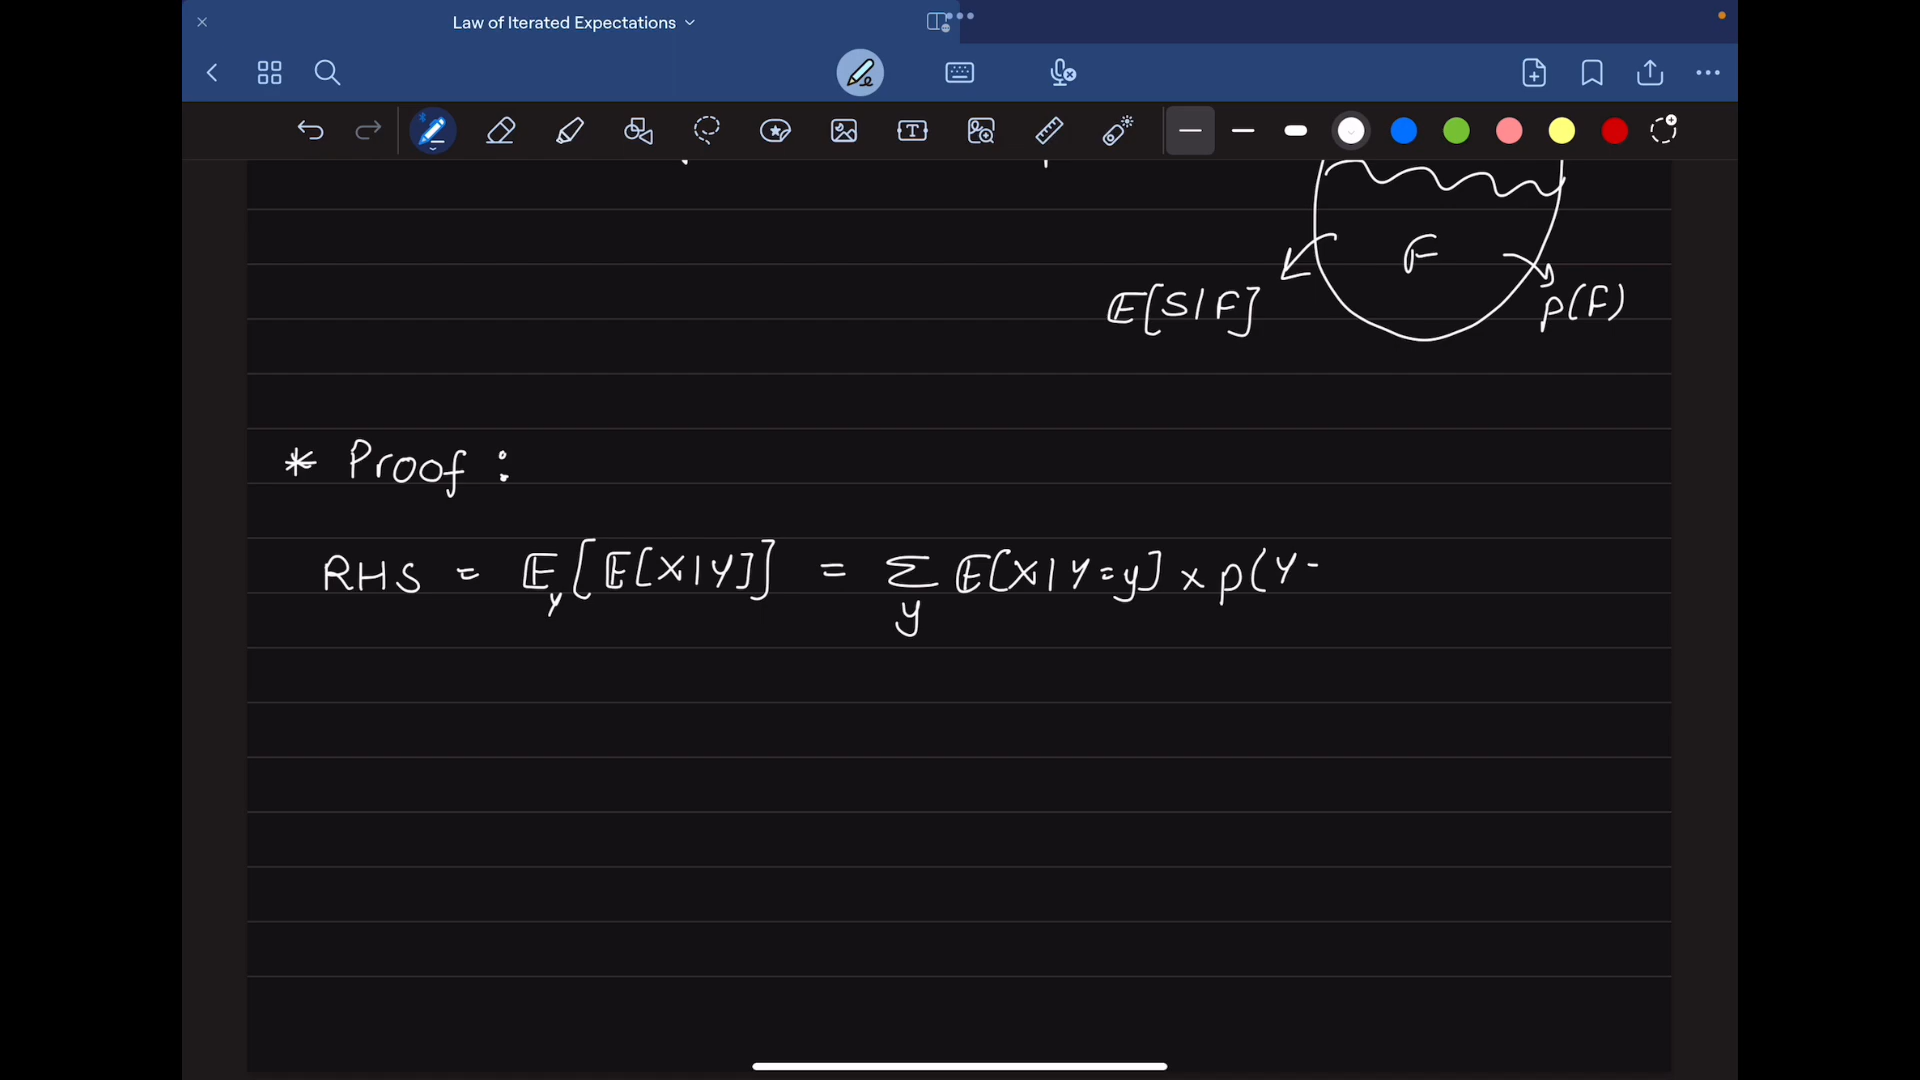 Law of Iterated Expectations
F
𝔼[S|F]
p(F)
* Proof :
RHS = 𝔼_y[𝔼[X|Y]] = Σ_y 𝔼[X|Y=y] x p(Y-